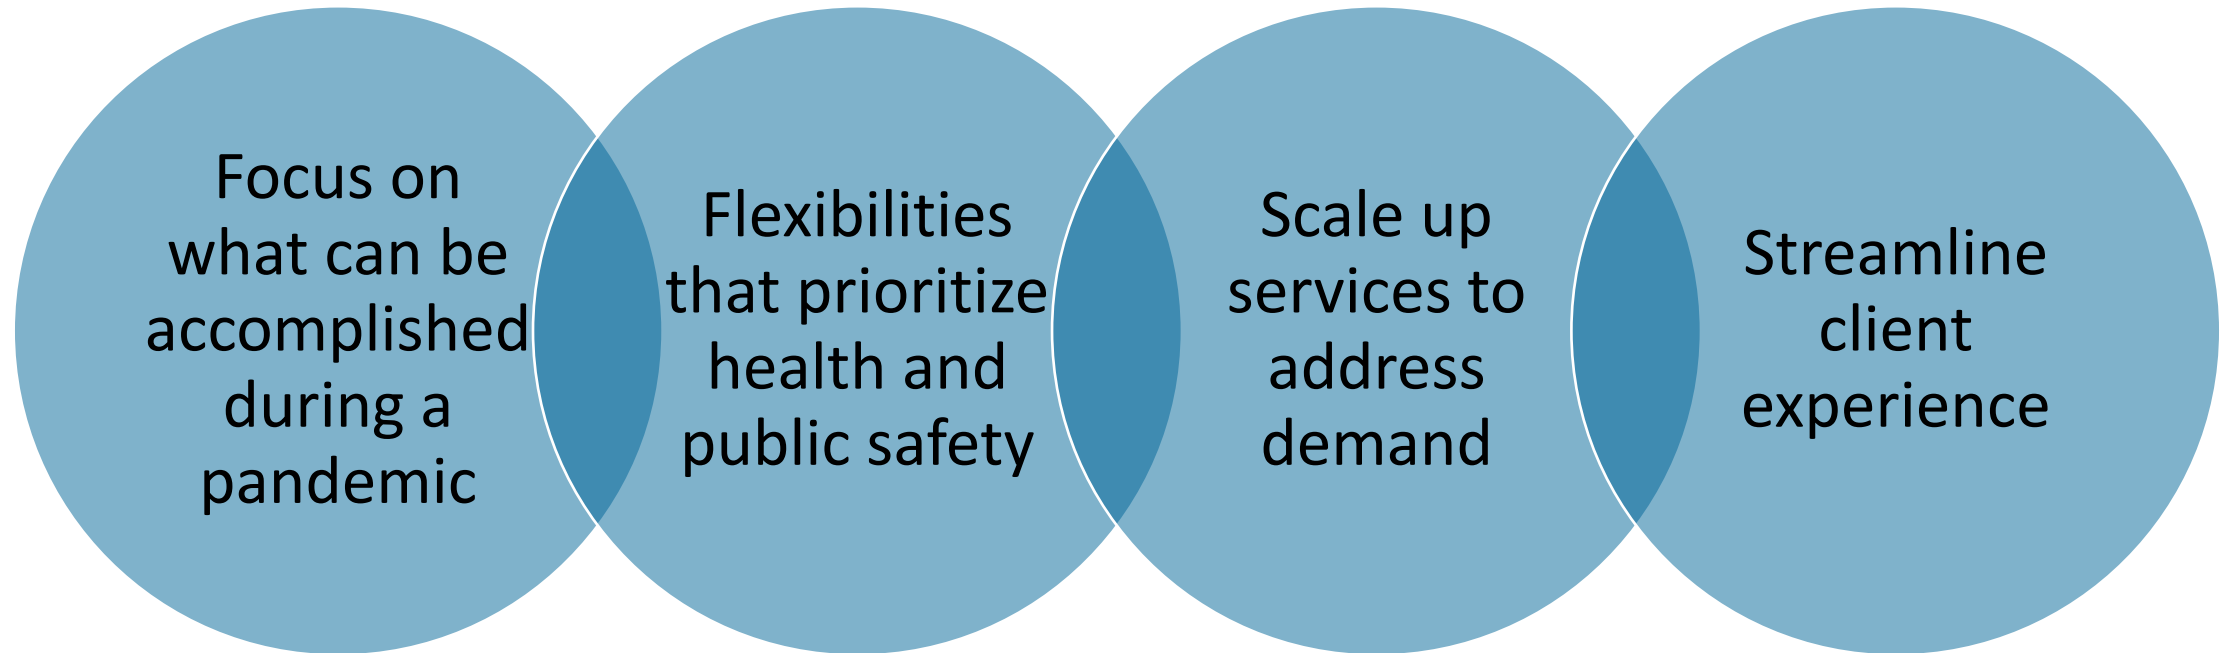 Focus on
what can be
accomplished
during a
pandemic
Flexibilities
that prioritize
health and
public safety
Scale up
services to
address
demand
Streamline
client
experience